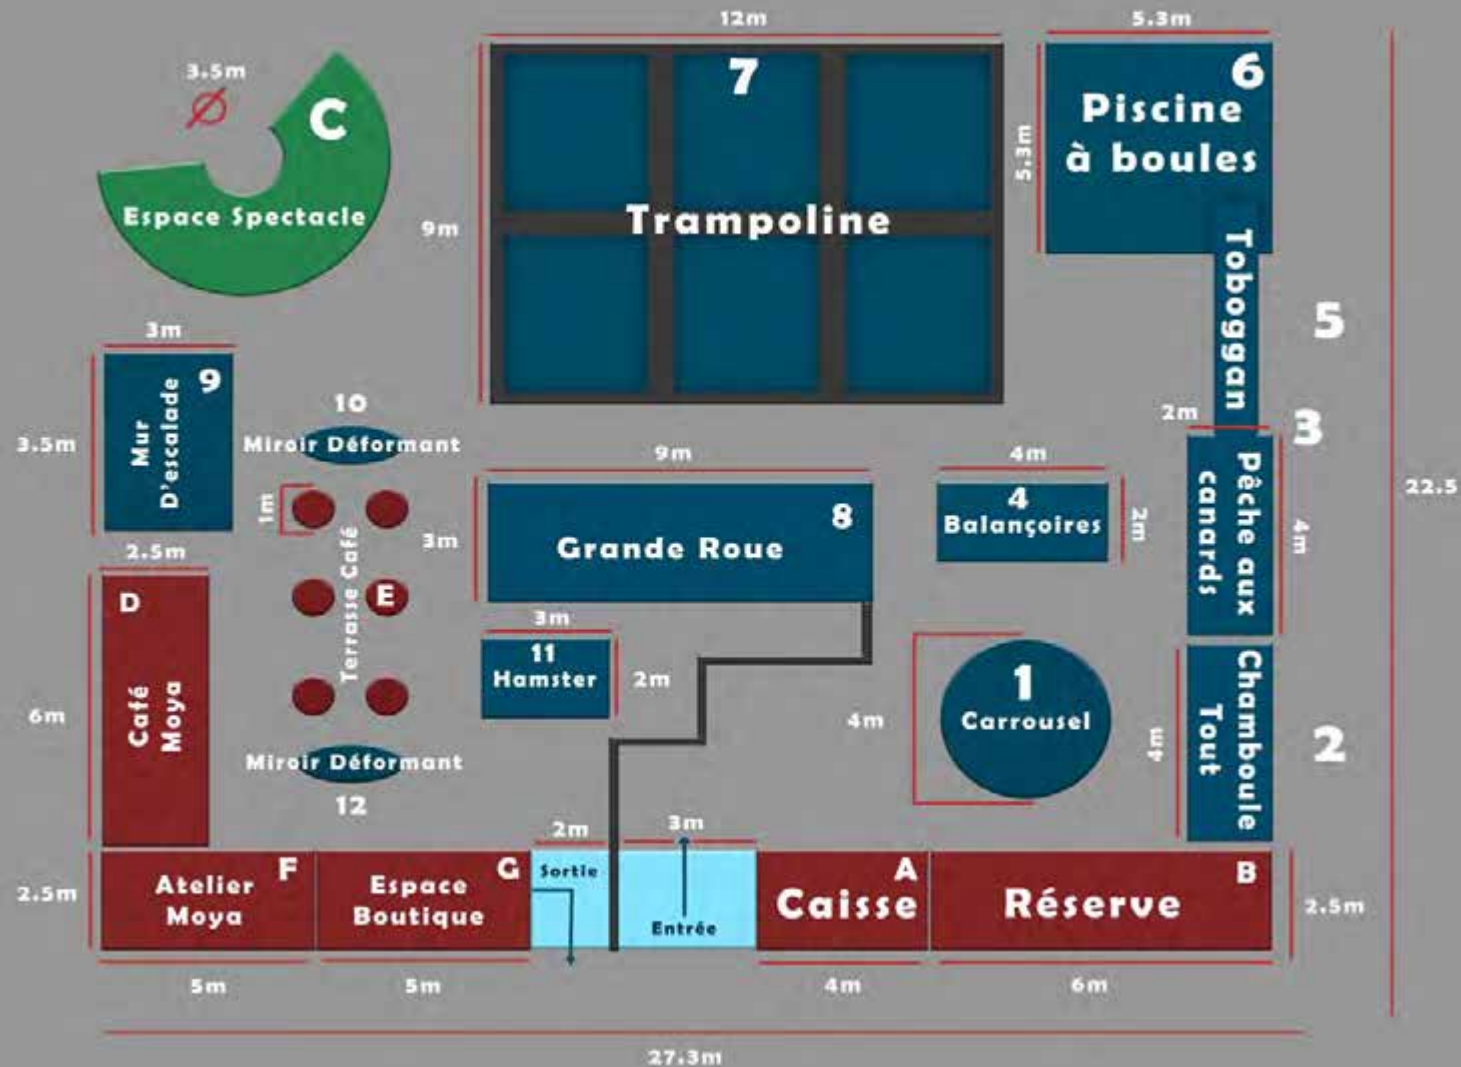 12m
5.3m
3.5m
C
Espace Spectacle
9m
7
Trampoline
5.3m
6
Piscine
à boules
Toboggan
5
3m
3.5m
9
Mur
D'escalade
10
Miroir Déformant
2m
3
Pêche aux
canards
4m
22.5
1m
Terrasse Café
E
9m
3m
8
Grande Roue
4m
4
Balançoires
2m
2.5m
D
6m
Café
Moya
3m
11
Hamster
2m
4m
1
Carrousel
4m
Chamboule
Tout
2
Miroir Déformant
12
2m
3m
2.5m
F
Atelier
Moya
G
Espace
Boutique
Sortie
Entrée
A
Caisse
B
Réserve
2.5m
5m
5m
4m
6m
27.3m